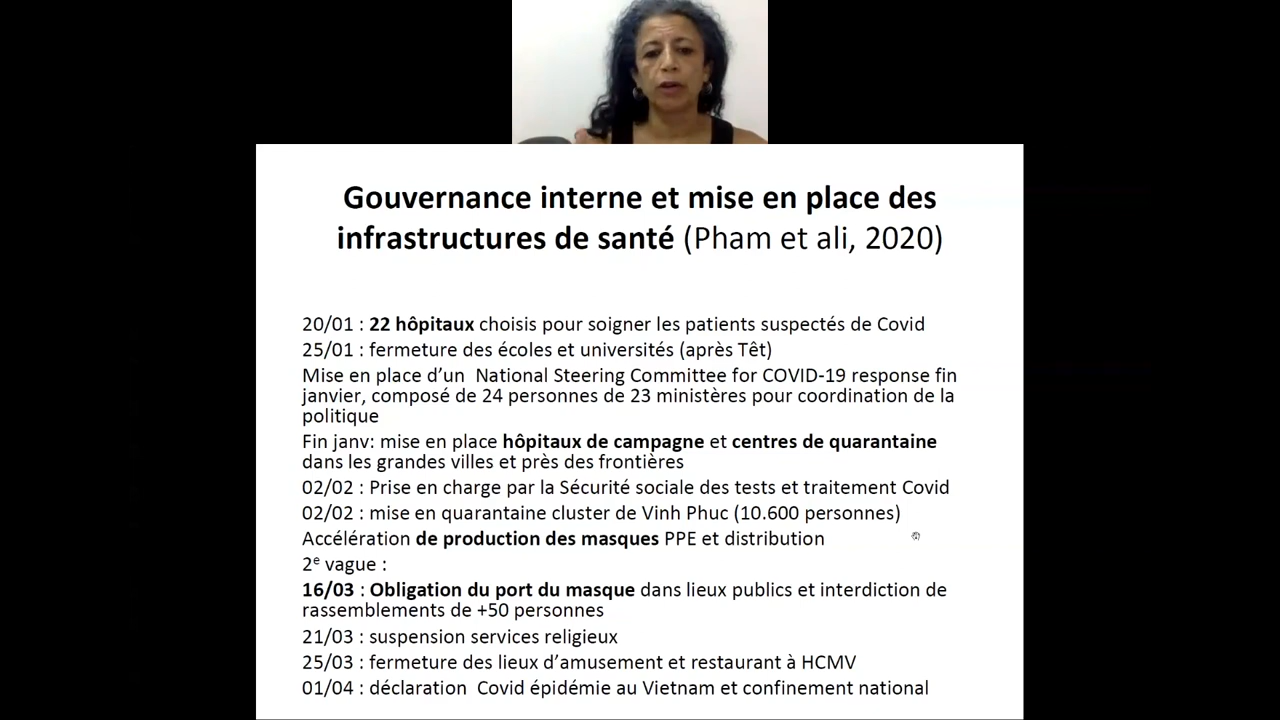 Gouvernance interne et mise en place des
infrastructures de santé (Pham et ali, 2020)
20/01 : 22 hôpitaux choisis pour soigner les patients suspectés de Covid
25/01 : fermeture des écoles et universités (après Têt)
Mise en place d’un  National Steering Committee for COVID-19 response fin
janvier, composé de 24 personnes de 23 ministères pour coordination de la
politique
Fin janv: mise en place hôpitaux de campagne et centres de quarantaine
dans les grandes villes et près des frontières
02/02 : Prise en charge par la Sécurité sociale des tests et traitement Covid
02/02 : mise en quarantaine cluster de Vinh Phuc (10.600 personnes)
Accélération de production des masques PPE et distribution
2e vague :
16/03 : Obligation du port du masque dans lieux publics et interdiction de
rassemblements de +50 personnes
21/03 : suspension services religieux
25/03 : fermeture des lieux d’amusement et restaurant à HCMV
01/04 : déclaration  Covid épidémie au Vietnam et confinement national